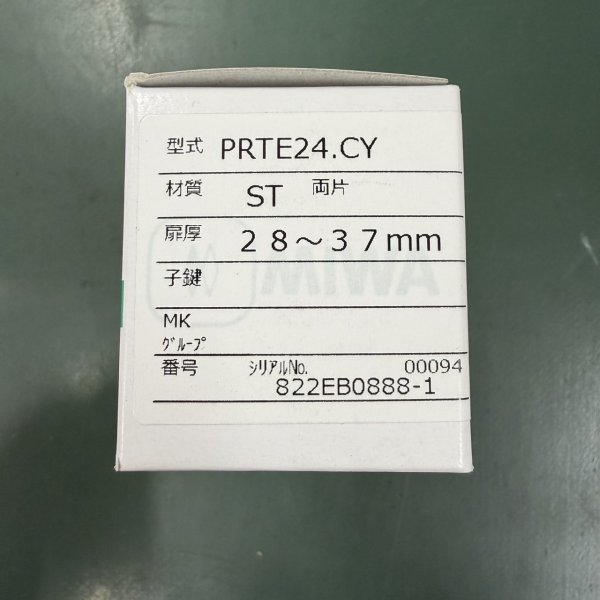 型式 PRTE24.CY
材質 ST 両片
扉厚 28～37mm
MIWA
子鍵
MK
ｸﾞﾙｰﾌﾟ
番号 ｼﾘｱﾙNo. 00094
822EB0888-1